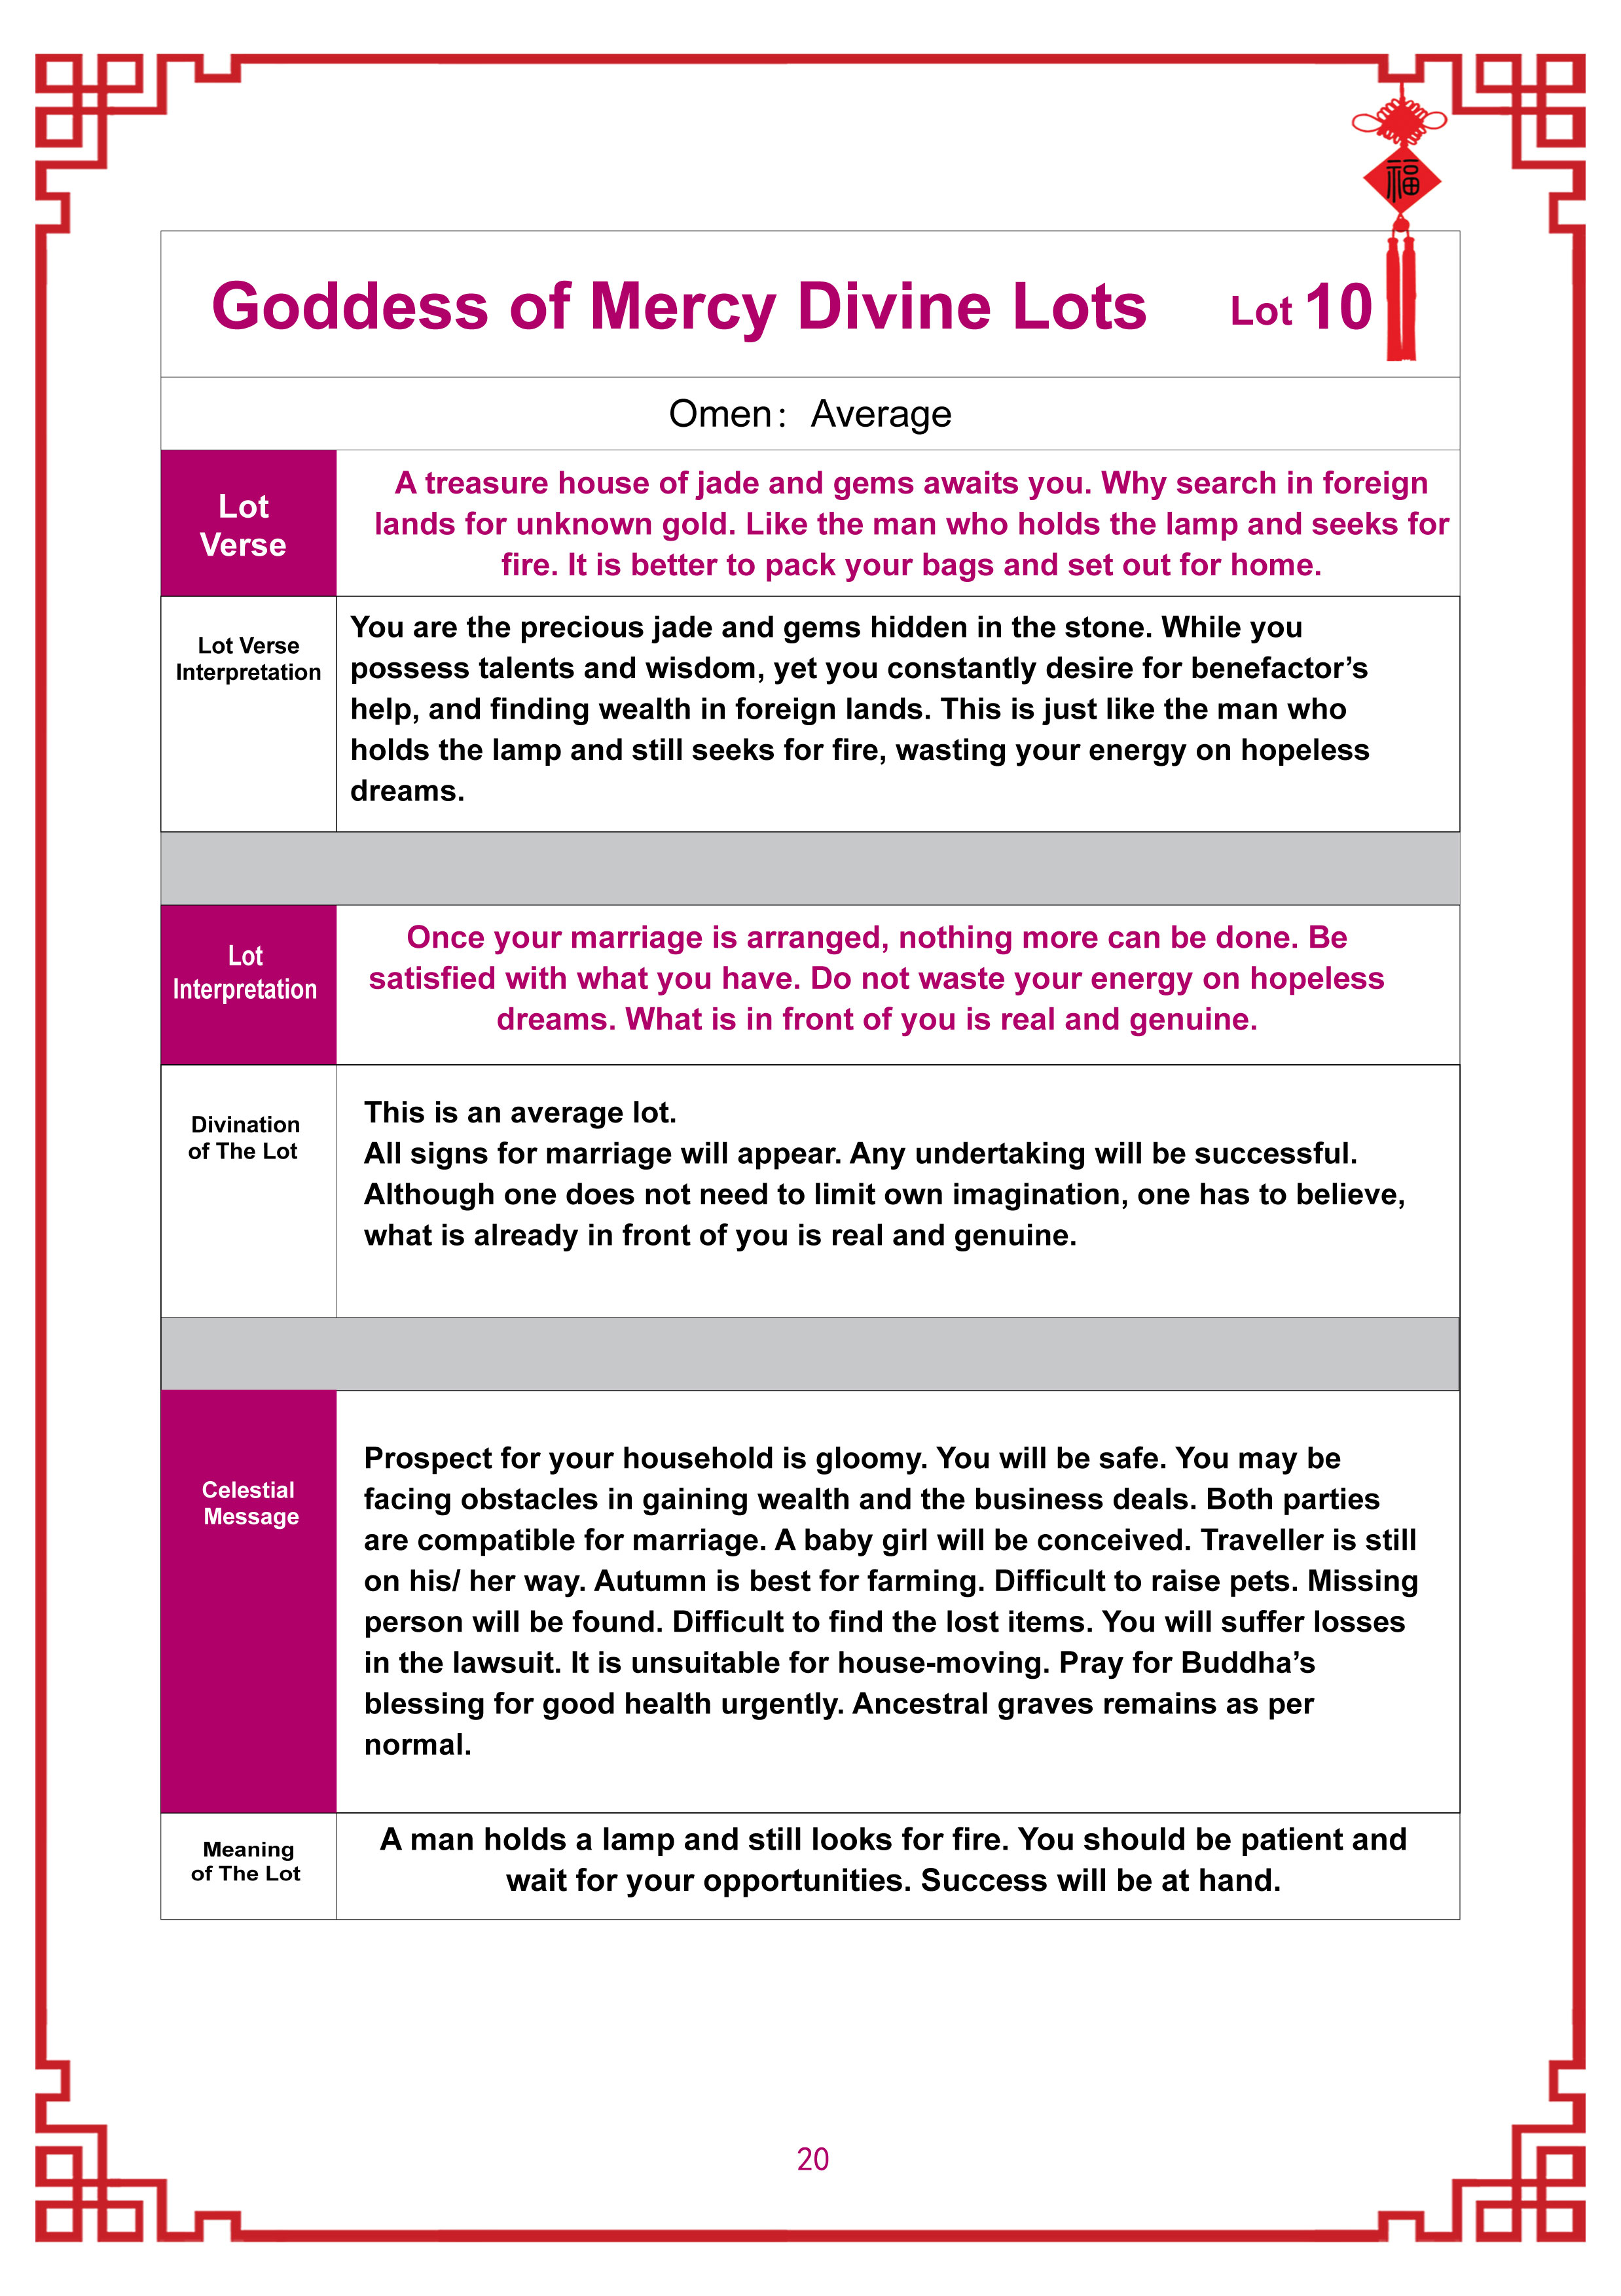 福
Goddess of Mercy Divine Lots Lot 10
Omen： Average
Lot
Verse
A treasure house of jade and gems awaits you. Why search in foreign
lands for unknown gold. Like the man who holds the lamp and seeks for
fire. It is better to pack your bags and set out for home.
Lot Verse
Interpretation
You are the precious jade and gems hidden in the stone. While you
possess talents and wisdom, yet you constantly desire for benefactor’s
help, and finding wealth in foreign lands. This is just like the man who
holds the lamp and still seeks for fire, wasting your energy on hopeless
dreams.
Lot
Interpretation
Once your marriage is arranged, nothing more can be done. Be
satisfied with what you have. Do not waste your energy on hopeless
dreams. What is in front of you is real and genuine.
Divination
of The Lot
This is an average lot.
All signs for marriage will appear. Any undertaking will be successful.
Although one does not need to limit own imagination, one has to believe,
what is already in front of you is real and genuine.
Celestial
Message
Prospect for your household is gloomy. You will be safe. You may be
facing obstacles in gaining wealth and the business deals. Both parties
are compatible for marriage. A baby girl will be conceived. Traveller is still
on his/ her way. Autumn is best for farming. Difficult to raise pets. Missing
person will be found. Difficult to find the lost items. You will suffer losses
in the lawsuit. It is unsuitable for house-moving. Pray for Buddha’s
blessing for good health urgently. Ancestral graves remains as per
normal.
Meaning
of The Lot
A man holds a lamp and still looks for fire. You should be patient and
wait for your opportunities. Success will be at hand.
20